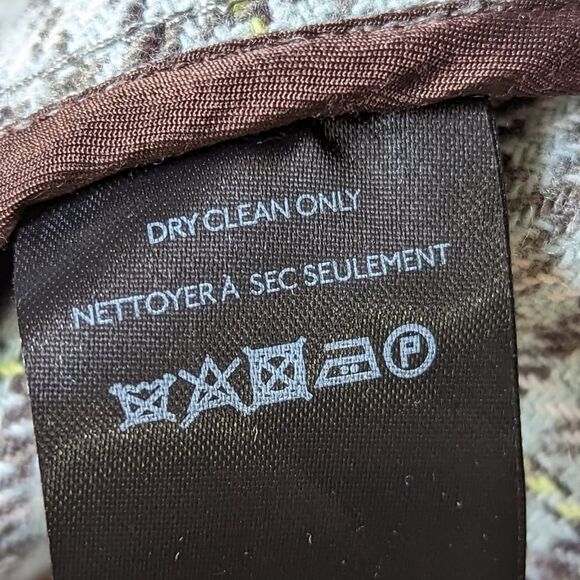 DRY CLEAN ONLY
NETTOYER À SEC SEULEMENT
P